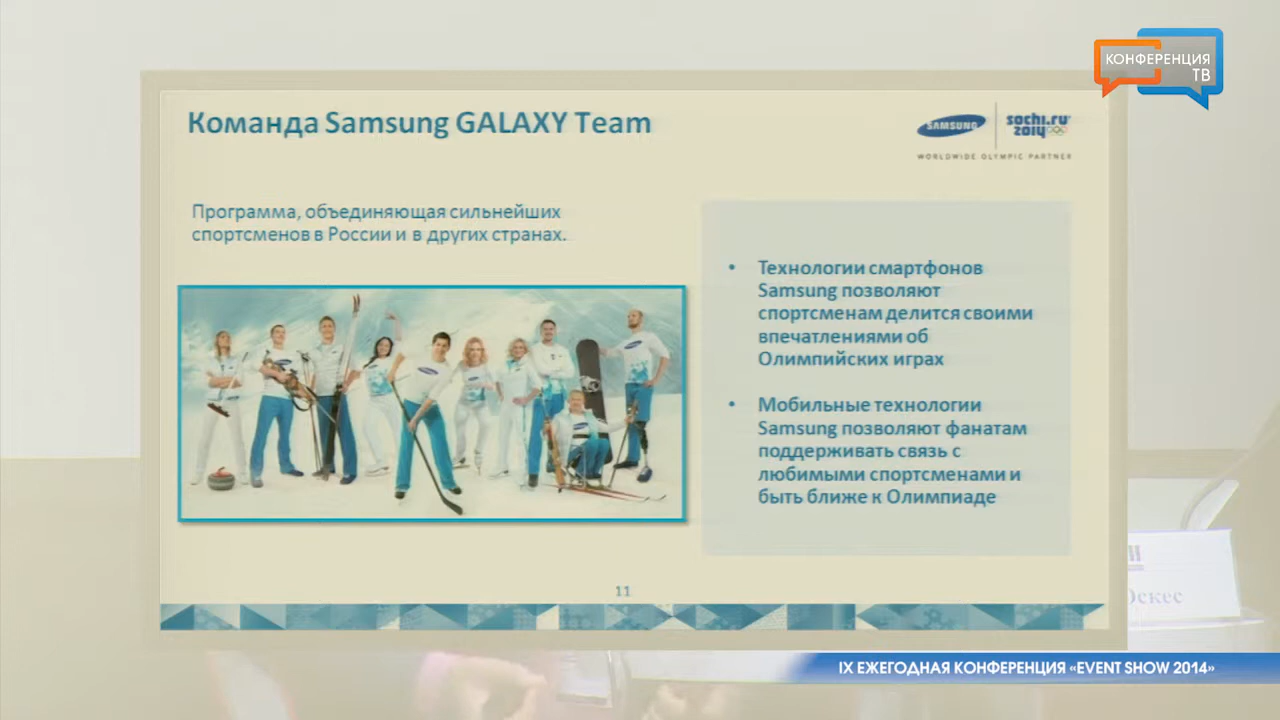 КОНФЕРЕНЦИЯ
ТВ
Команда Samsung GALAXY Team
SAMSUNG
sochi.ru
2014
WORLDWIDE OLYMPIC PARTNER
Программа, объединяющая сильнейших
спортсменов в России и в других странах.
• Технологии смартфонов
Samsung позволяют
спортсменам делится своими
впечатлениями об
Олимпийских играх
• Мобильные технологии
Samsung позволяют фанатам
поддерживать связь с
любимыми спортсменами и
быть ближе к Олимпиаде
11
IX ЕЖЕГОДНАЯ КОНФЕРЕНЦИЯ «EVENT SHOW 2014»